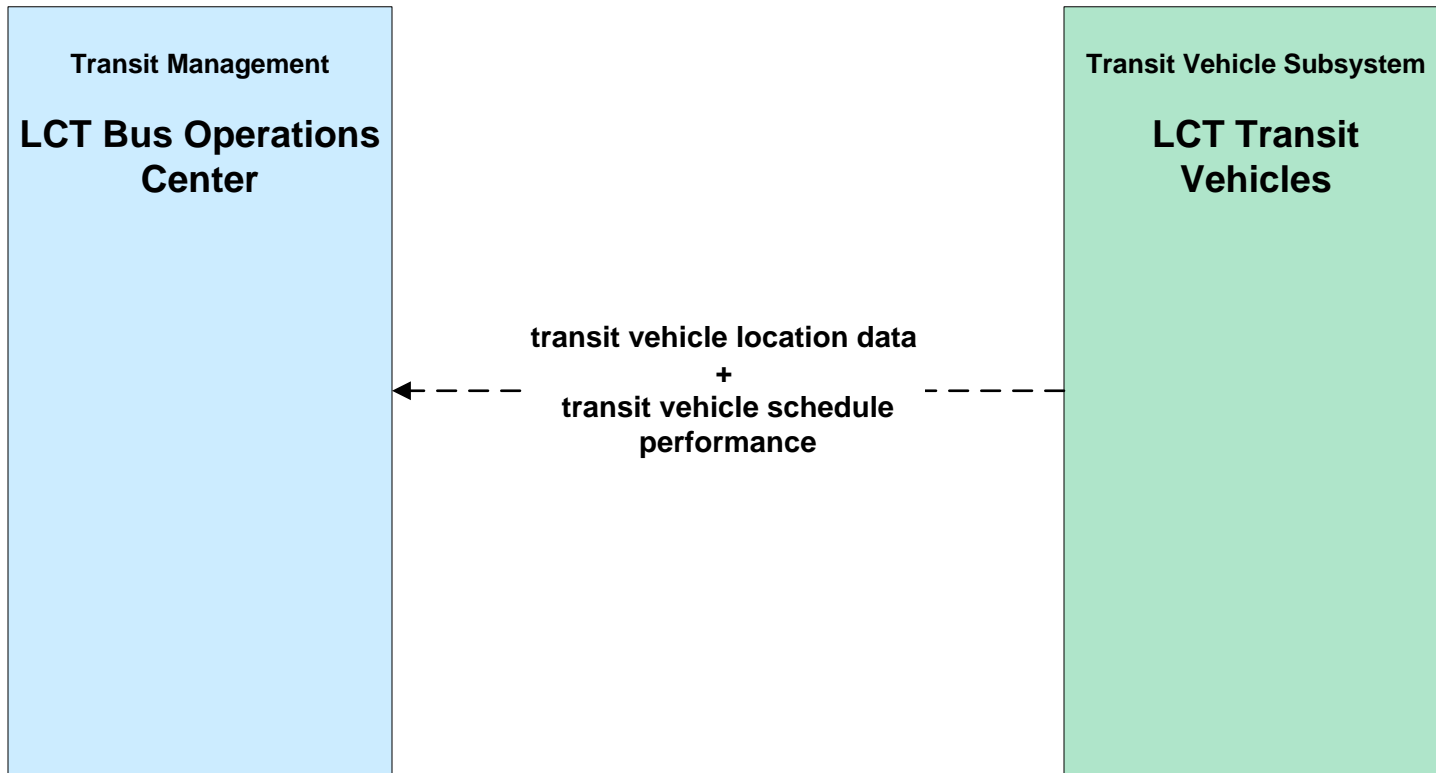 Transit Management
LCT Bus Operations
Center
Transit Vehicle Subsystem
LCT Transit
Vehicles
transit vehicle location data
+
transit vehicle schedule
performance